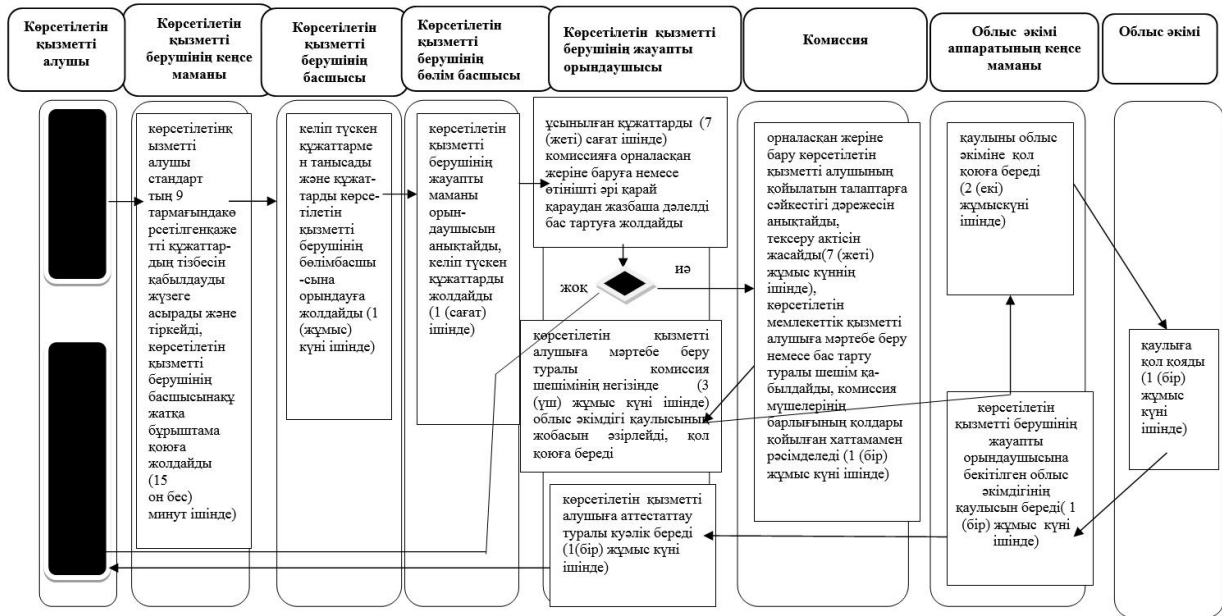 Көрсетілетін
қызметті
алушы
Көрсетілетін
қызметті
берушінің кеңсе
маманы
Көрсетілетін
қызметті
берушінің
басшысы
Көрсетілетін
қызметті
берушінің
бөлім басшысы
Көрсетілетін қызметті
берушінің жауапты
орындаушысы
Комиссия
Облыс әкімі
аппаратының кеңсе
маманы
Облыс әкімі
көрсетілетінқ
ызметті
алушы
стандарт
тың 9
тармағындакө
рсетілгенқаже
тті құжаттар-
дың тізбесін
қабылдауды
жүзеге
асырады және
тіркейді,
көрсетілетін
қызметті
берушінің
басшысынақұ
жатқа
бұрыштама
қоюға
жолдайды
(15
он бес)
минут ішінде)
келіп түскен
құжаттарме
н танысады
және құжат-
тарды көрсе-
тілетін
қызметті
берушінің
бөлімбасшы
-сына
орындауға
жолдайды (1
(жұмыс)
күні ішінде)
көрсетілетін
қызметті
берушінің
жауапты
маманы
орын-
даушысын
анықтайды,
келіп түскен
құжаттарды
жолдайды
(1 (сағат)
ішінде)
ұсынылған құжаттарды (7
(жеті) сағат ішінде)
комиссияға орналасқан
жеріне баруға немесе
өтінішті әрі қарай
қараудан жазбаша дәлелді
бас тартуға жолдайды
жоқ
иә
көрсетілетін қызметті
алушыға мәртебе беру
туралы комиссия
шешімінің негізінде (3
(үш) жұмыс күні ішінде)
облыс әкімдігі қаулысының
жобасын әзірлейді, қол
қоюға береді
көрсетілетін қызметті
алушыға аттестаттау
туралы куәлік береді
(1(бір) жұмыс күні
ішінде)
орналасқан жеріне
бару көрсетілетін
қызметті алушының
қойылатын талаптарға
сәйкестігі дәрежесін
анықтайды,
тексеру актісін
жасайды(7 (жеті)
жұмыс күннің
ішінде),
көрсетілетін
мемлекеттік қызметті
алушыға мәртебе беру
немесе бас тарту
туралы шешім қа-
былдайды, комиссия
мүшелерінің
барлығының қолдары
қойылған хаттамамен
рәсімделеді (1 (бір)
жұмыс күні ішінде)
қаулыны облыс
әкіміне қол
қоюға береді
(2 (екі)
жұмыскүні
ішінде)
көрсетілетін
қызметті берушінің
жауапты
орындаушысына
бекітілген облыс
әкімдігінің
қаулысын береді( 1
(бір) жұмыс күні
ішінде)
қаулыға
қол қояды
(1 (бір)
жұмыс
күні
ішінде)